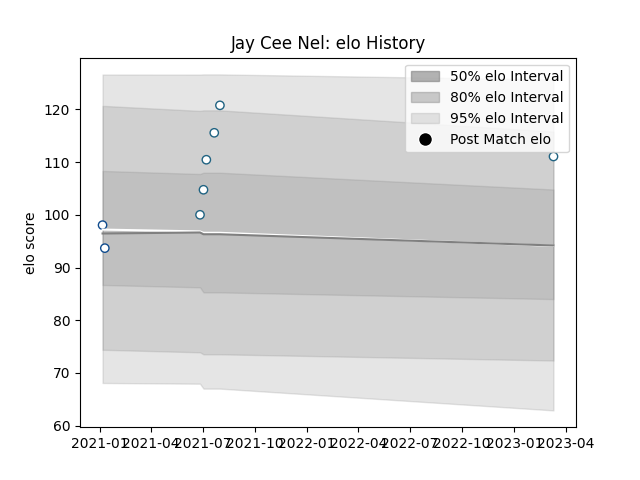 Jay Cee Nel: elo History
50% elo Interval
80% elo Interval
95% elo Interval
Post Match elo
elo score
120
110
100
90
80
70
60
2021-01 2021-04 2021-07 2021-10 2022-01 2022-04 2022-07 2022-10 2023-01 2023-04